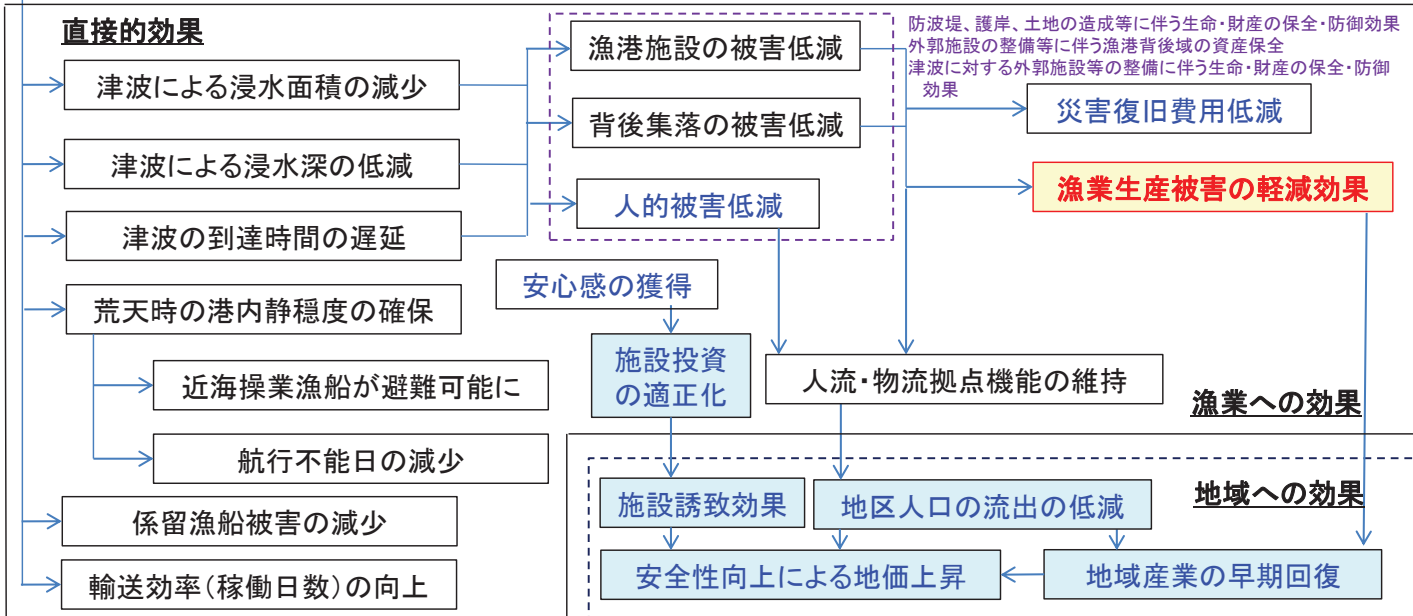 直接的効果
津波による浸水面積の減少
津波による浸水深の低減
津波の到達時間の遅延
荒天時の港内静穏度の確保
近海操業漁船が避難可能に
航行不能日の減少
係留漁船被害の減少
輸送効率(稼働日数)の向上
漁港施設の被害低減
背後集落の被害低減
人的被害低減
防波堤、護岸、土地の造成等に伴う生命・財産の保全・防御効果
外郭施設の整備等に伴う漁港背後域の資産保全
津波に対する外郭施設等の整備に伴う生命・財産の保全・防御
効果
災害復旧費用低減
漁業生産被害の軽減効果
安心感の獲得
施設投資
の適正化
人流・物流拠点機能の維持
漁業への効果
地域への効果
施設誘致効果
地区人口の流出の低減
安全性向上による地価上昇
地域産業の早期回復